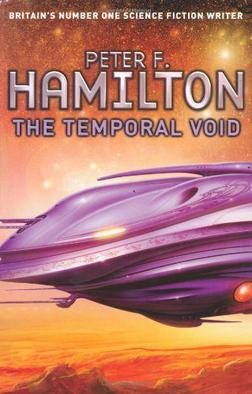 BRITAIN'S NUMBER ONE SCIENCE FICTION WRITER
PETER F.
HAMILTON
THE TEMPORAL VOID